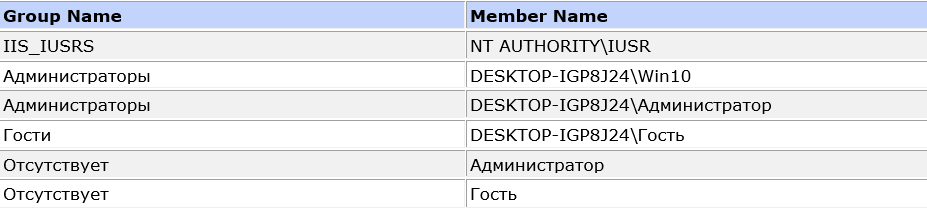 Group Name Member Name
IIS_IUSRS NT AUTHORITY\IUSR
Администраторы DESKTOP-IGP8J24\Win10
Администраторы DESKTOP-IGP8J24\Администратор
Гости DESKTOP-IGP8J24\Гость
Отсутствует Администратор
Отсутствует Гость